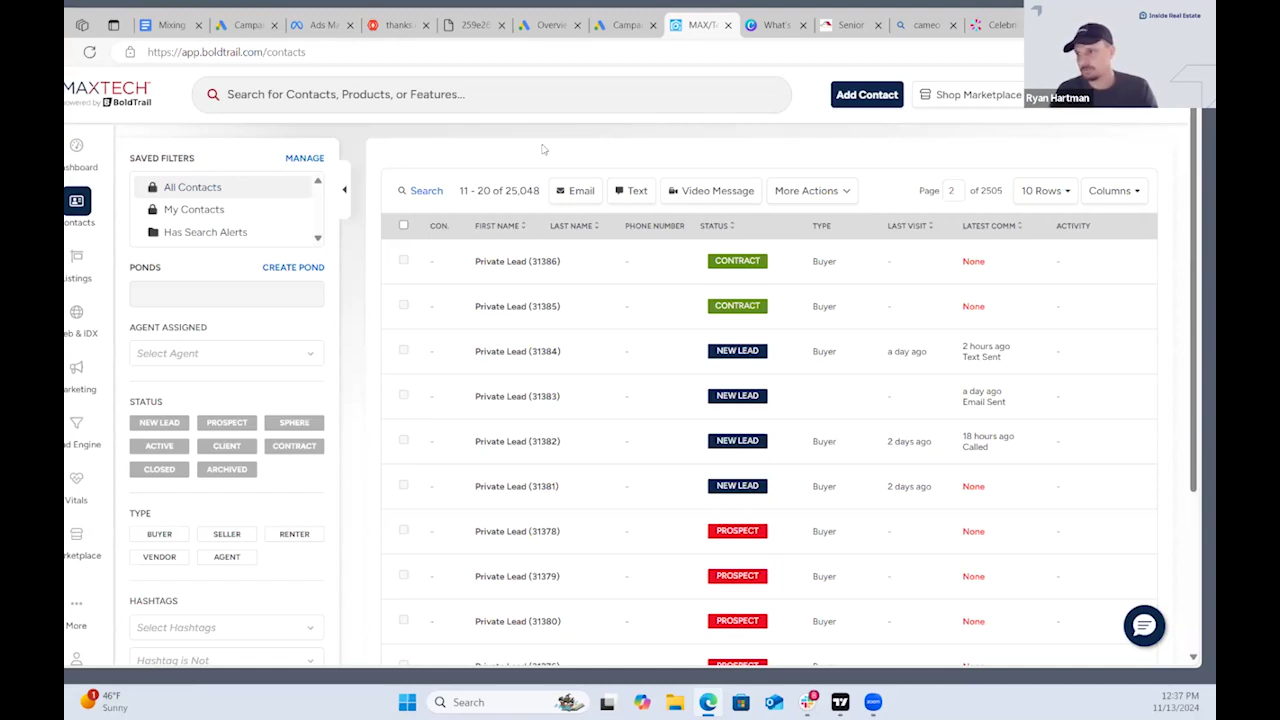 Mixing
Campai
Ads Ma
thanks
259e26
Overvie
Campa
MAX/Te
What's
Senior
cameo
Celebri
Inside Real Estate
https://app.boldtrail.com/contacts
Ryan Hartman
MAXTECH
powered by BoldTrail
Search for Contacts, Products, or Features...
Add Contact
Shop Marketplace
shboard
ontacts
istings
eb & IDX
arketing
ad Engine
Vitals
rketplace
More
SAVED FILTERS
MANAGE
All Contacts
My Contacts
Has Search Alerts
PONDS
CREATE POND
AGENT ASSIGNED
Select Agent
STATUS
NEW LEAD PROSPECT SPHERE
ACTIVE CLIENT CONTRACT
CLOSED ARCHIVED
TYPE
BUYER SELLER RENTER
VENDOR AGENT
HASHTAGS
Select Hashtags
Hashtag is Not
Search 11 - 20 of 25,048 Email Text Video Message More Actions Page 2 of 2505 10 Rows Columns
CON. FIRST NAME LAST NAME PHONE NUMBER STATUS TYPE LAST VISIT LATEST COMM ACTIVITY
- Private Lead (31386) - CONTRACT Buyer - None -
- Private Lead (31385) - CONTRACT Buyer - None -
- Private Lead (31384) - NEW LEAD Buyer a day ago 2 hours ago Text Sent -
- Private Lead (31383) - NEW LEAD - a day ago Email Sent -
- Private Lead (31382) - NEW LEAD Buyer 2 days ago 18 hours ago Called -
- Private Lead (31381) - NEW LEAD Buyer 2 days ago None -
- Private Lead (31378) - PROSPECT Buyer - None -
- Private Lead (31379) - PROSPECT Buyer - None -
- Private Lead (31380) - PROSPECT Buyer - None -
1
46°F
Sunny
Search
8
12:37 PM
11/13/2024